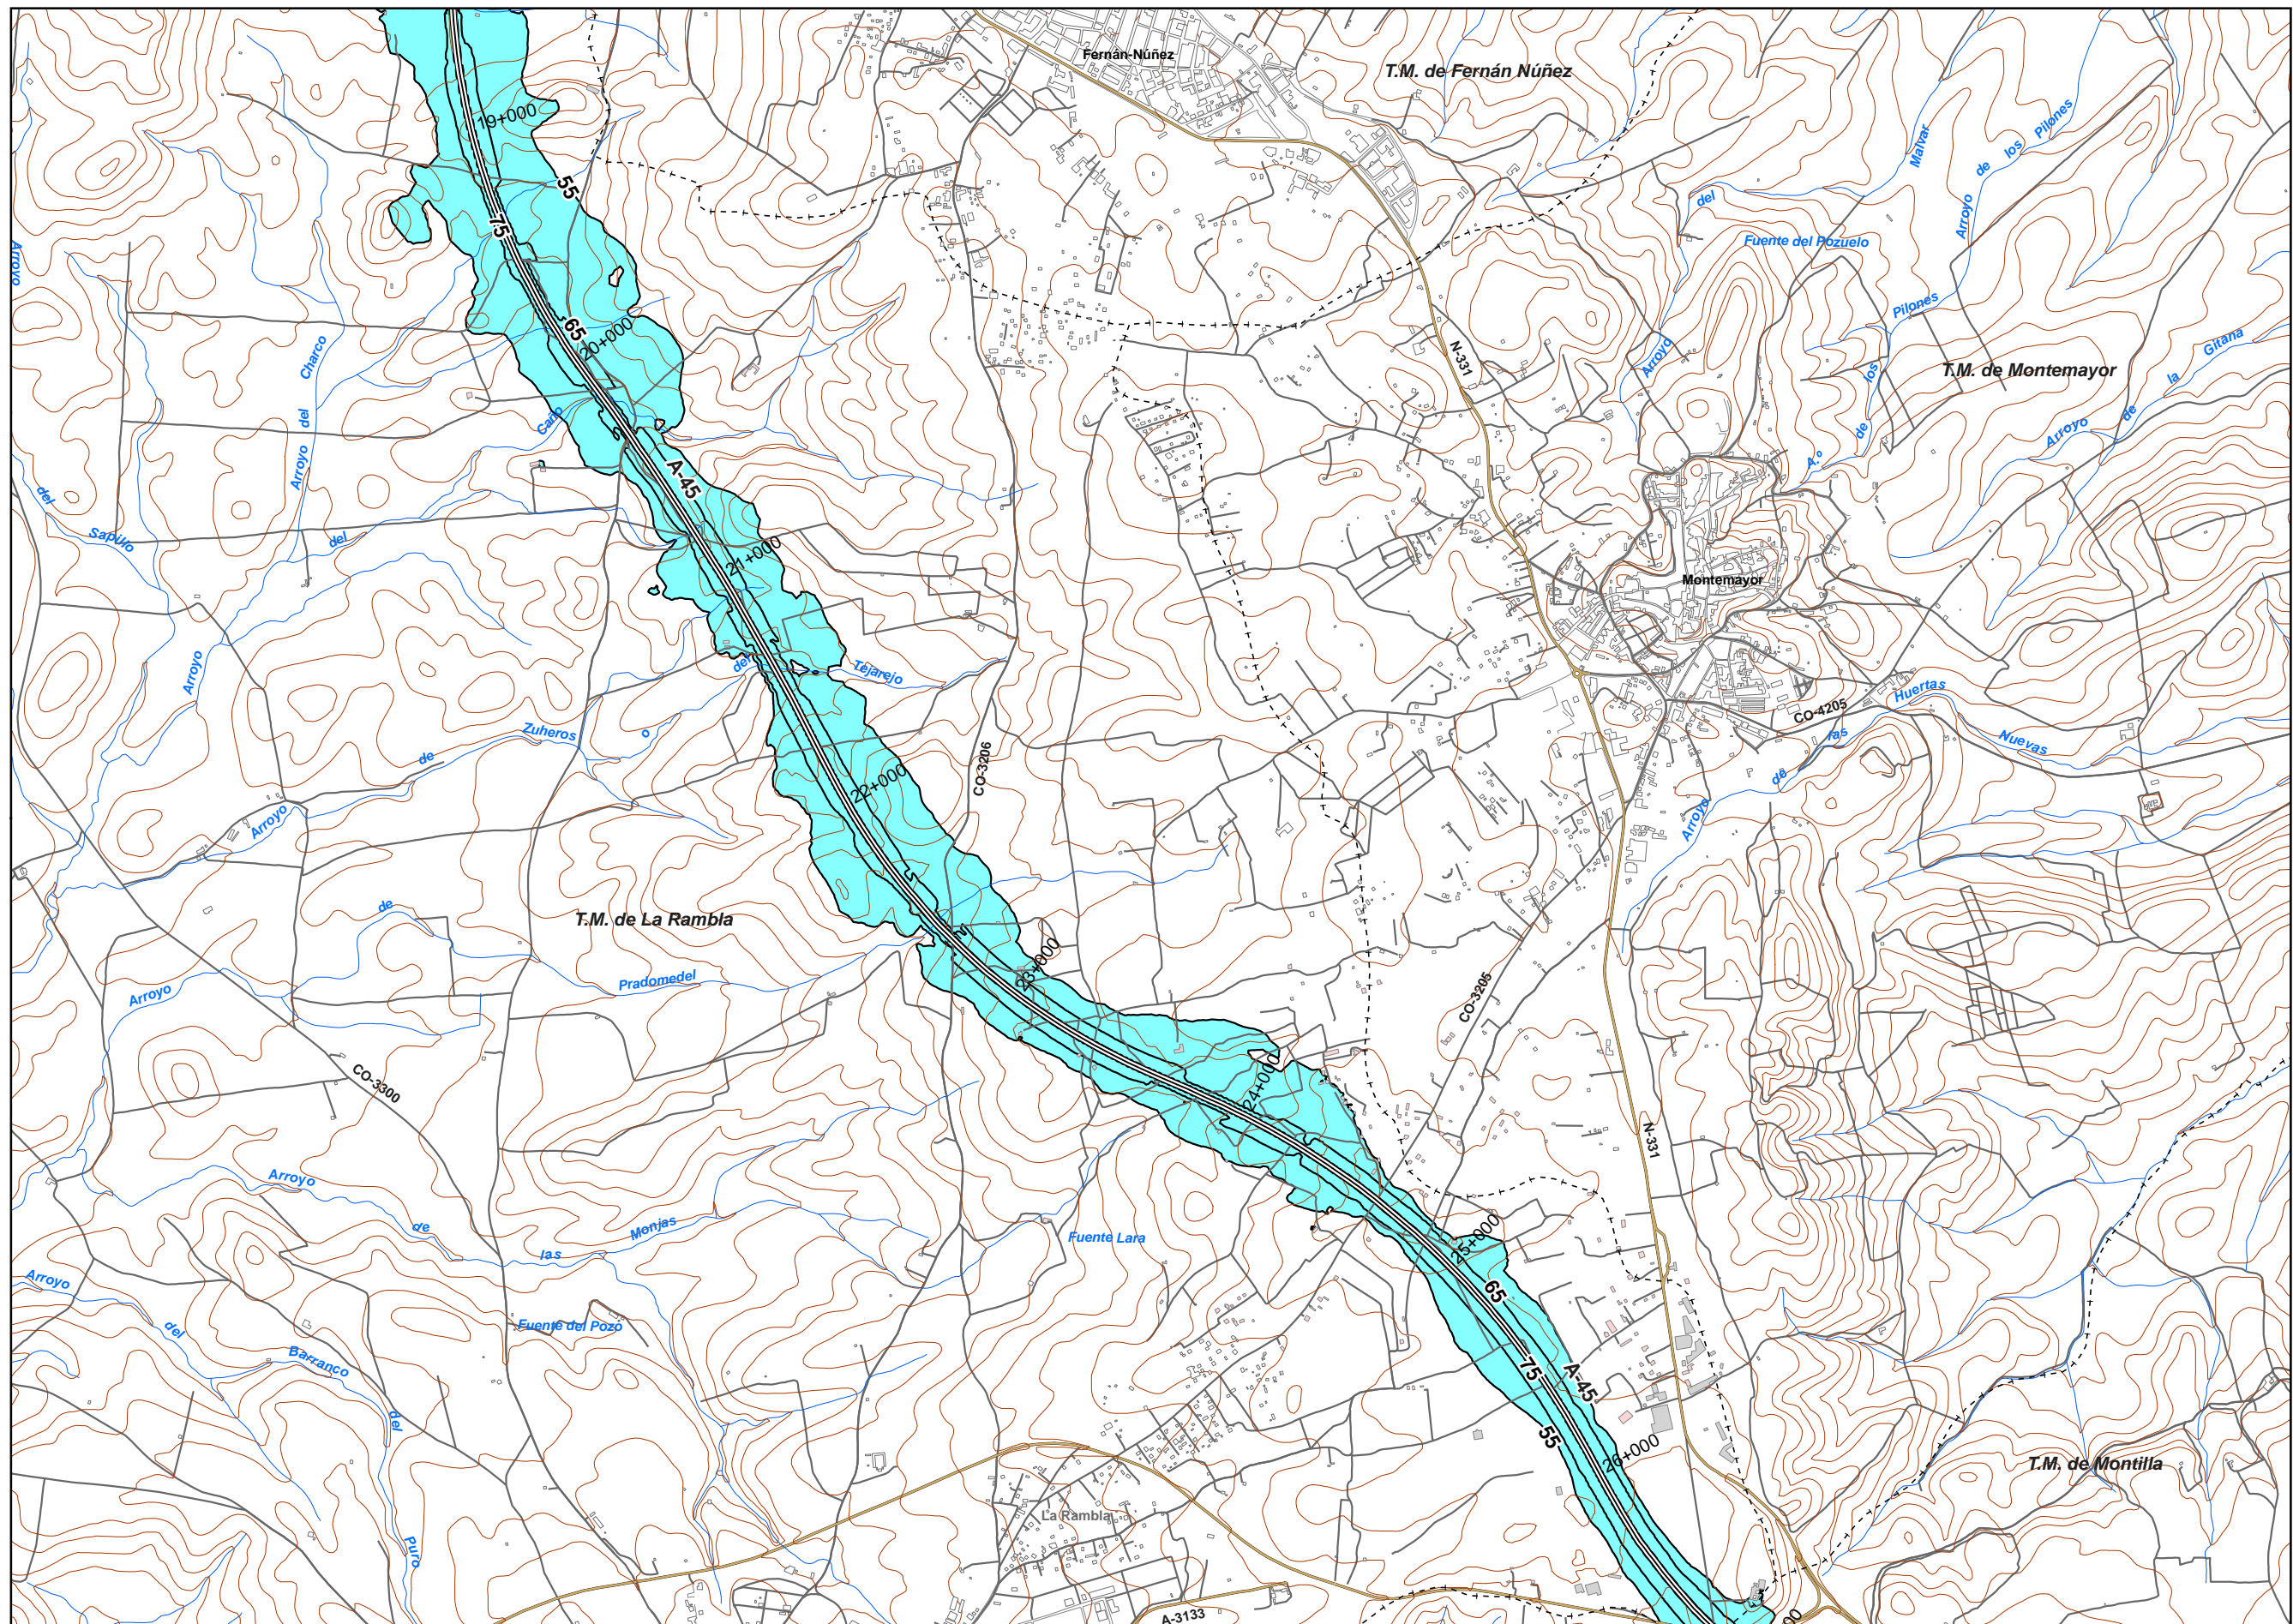 Fernán-Núñez
T.M. de Fernán Núñez
19+000
55
75
65
20+000
A-45
21+000
Arroyo
del
Sapillo
Arroyo
del
Charco
Caño
del
Arroyo
Malvar
del
Arroyo
Fuente del Pozuelo
Arroyo
de
los
Pilones
Pilones
los
de
A.º
N-331
T.M. de Montemayor
Arroyo
de
la
Gitana
Montemayor
Tejarejo
del
o
Zuheros
de
Arroyo
22+000
CO-3206
CO-4205
Huertas
Nuevas
las
de
Arroyo
T.M. de La Rambla
de
Pradomedel
Arroyo
23+000
CO-3205
CO-3300
24+000
N-331
Arroyo
de
las
Monjas
Fuente Lara
25+000
65
Arroyo
del
Barranco
del
Puro
Fuente del Pozo
75
A-45
55
26+000
T.M. de Montilla
La Rambla
A-3133